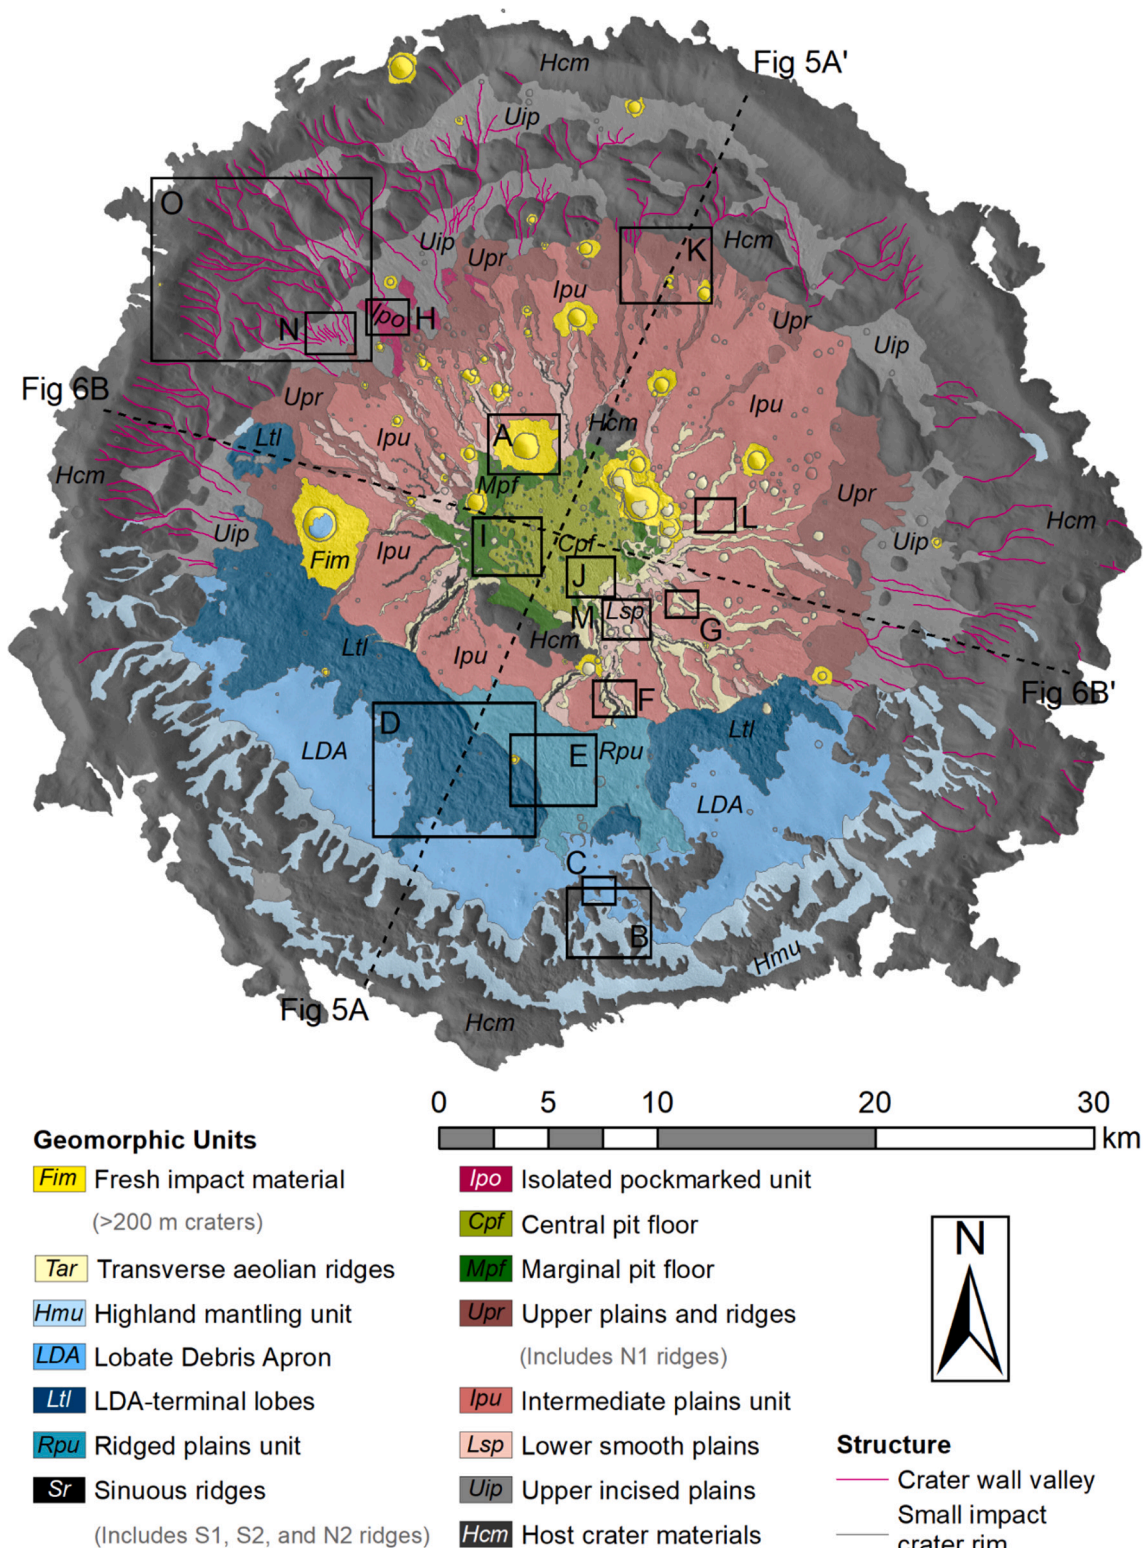 Hcm
Fig 5A'
Uip
O
Uip
Hcm
Upr
K
Ipu
Ipo
H
N
Upr
Uip
Fig 6B
Upr
Ltl
Ipu
A
Hcm
Ipu
Hcm
Mpf
Upr
L
Hcm
Uip
Fim
Ipu
I
Cpf
Uip
J
M
Lsp
G
Ltl
Hcm
Ipu
Fig 6B'
F
D
LDA
E
Rpu
Ltl
LDA
C
B
Hmu
Fig 5A
Hcm
0 5 10 20 30
km
Geomorphic Units
Fim Fresh impact material
(>200 m craters)
Tar Transverse aeolian ridges
Hmu Highland mantling unit
LDA Lobate Debris Apron
Ltl LDA-terminal lobes
Rpu Ridged plains unit
Sr Sinuous ridges
(Includes S1, S2, and N2 ridges)
Ipo Isolated pockmarked unit
Cpf Central pit floor
Mpf Marginal pit floor
Upr Upper plains and ridges
(Includes N1 ridges)
Ipu Intermediate plains unit
Lsp Lower smooth plains
Uip Upper incised plains
Hcm Host crater materials
N
Structure
Crater wall valley
Small impact
crater rim